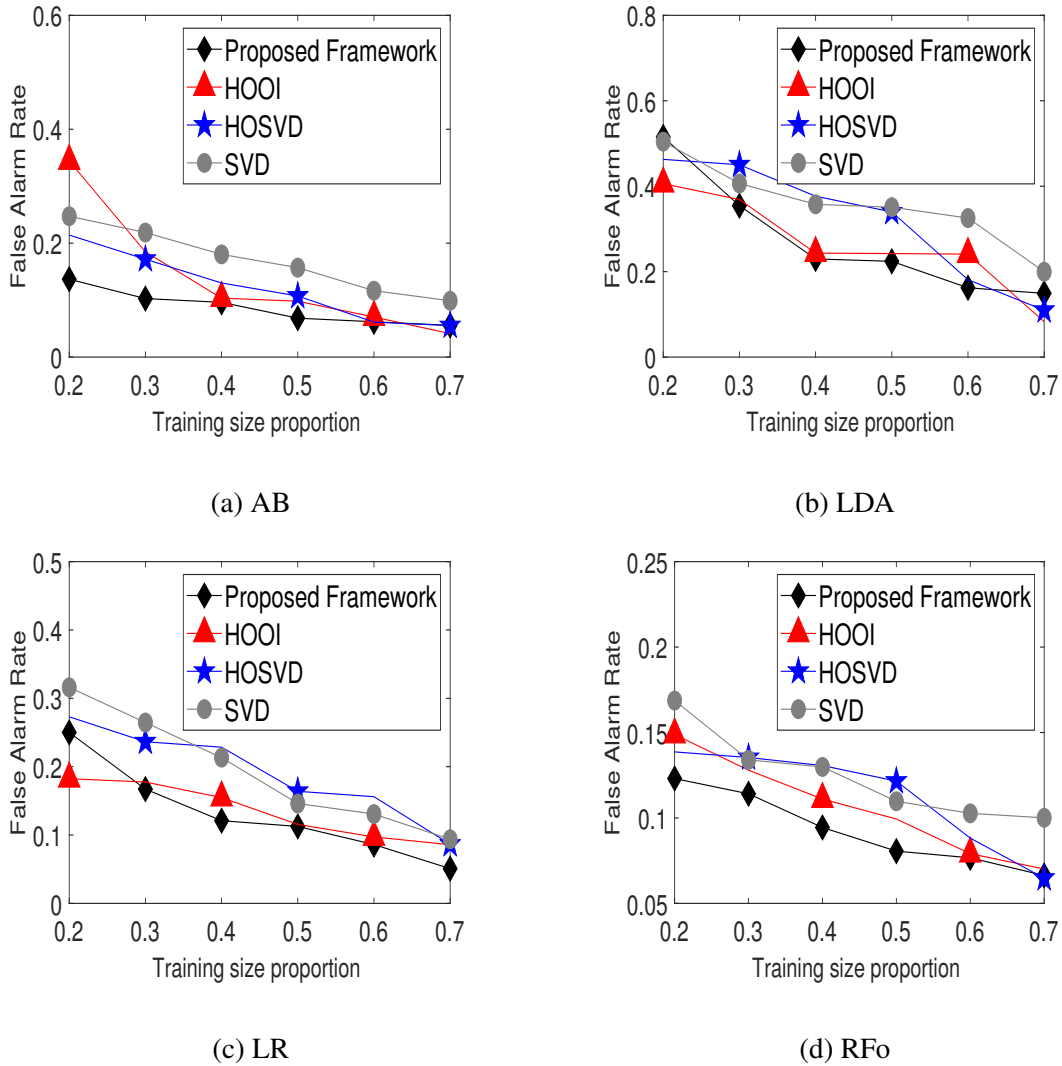 0.6
0.4
0.2
0
False Alarm Rate
Proposed Framework
HOOI
HOSVD
SVD
0.2 0.3 0.4 0.5 0.6 0.7
Training size proportion
(a) AB
0.8
0.6
0.4
0.2
0
False Alarm Rate
Proposed Framework
HOOI
HOSVD
SVD
0.2 0.3 0.4 0.5 0.6 0.7
Training size proportion
(b) LDA
0.5
0.4
0.3
0.2
0.1
0
False Alarm Rate
Proposed Framework
HOOI
HOSVD
SVD
0.2 0.3 0.4 0.5 0.6 0.7
Training size proportion
(c) LR
0.25
0.2
0.15
0.1
0.05
False Alarm Rate
Proposed Framework
HOOI
HOSVD
SVD
0.2 0.3 0.4 0.5 0.6 0.7
Training size proportion
(d) RFo